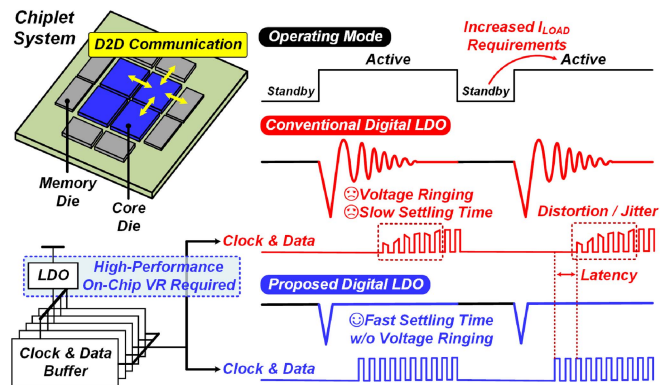 Chiplet
System
D2D Communication
Memory
Die
Core
Die
LDO
High-Performance
On-Chip VR Required
Clock & Data
Buffer
Operating Mode
Increased ILOAD
Requirements
Active
Active
Standby
Standby
Conventional Digital LDO
Voltage Ringing
Slow Settling Time
Distortion / Jitter
Clock & Data
Latency
Proposed Digital LDO
Fast Settling Time
w/o Voltage Ringing
Clock & Data